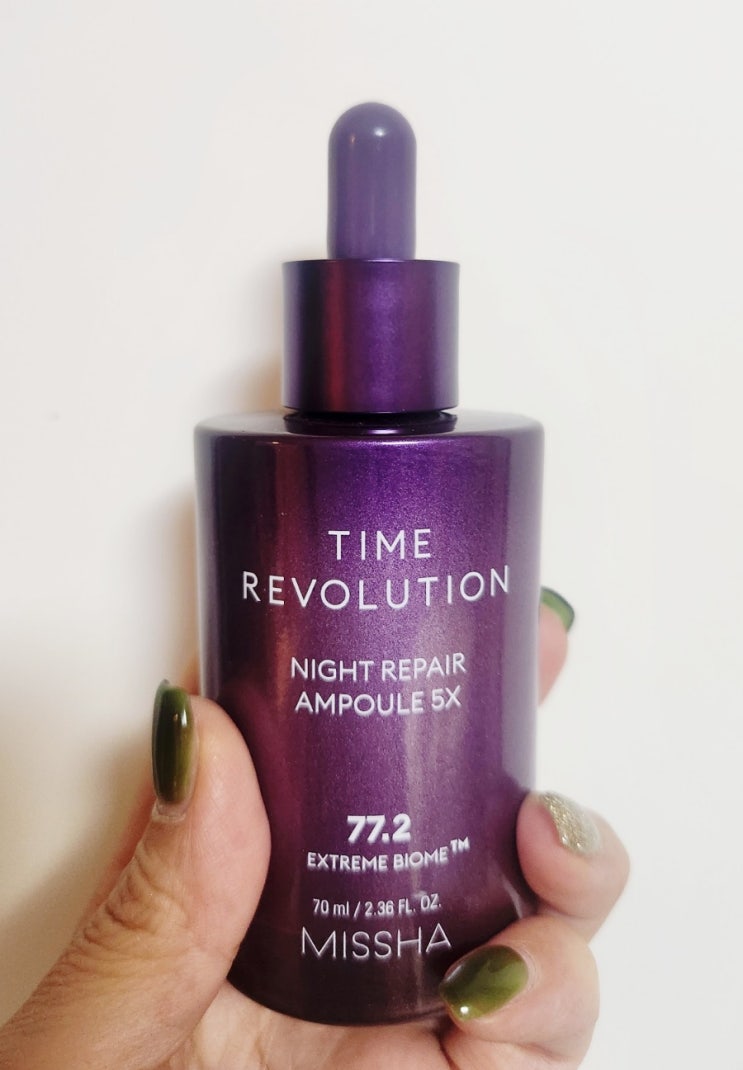 TIME
REVOLUTION
NIGHT REPAIR
AMPOULE 5X
77.2
EXTREME BIOME™
70 ml / 2.36 FL. OZ.
MISSHA